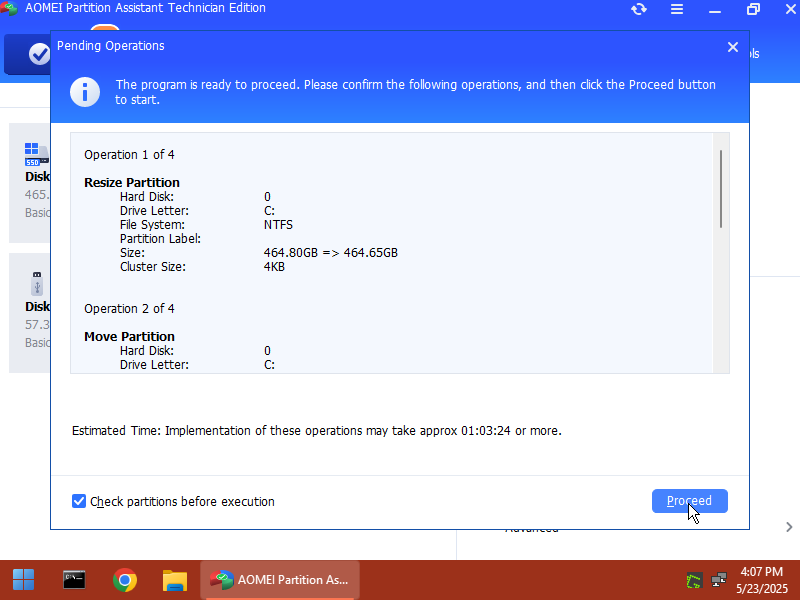 AOMEI Partition Assistant Technician Edition
Pending Operations
The program is ready to proceed. Please confirm the following operations, and then click the Proceed button
to start.
Operation 1 of 4
Resize Partition
Hard Disk: 0
Drive Letter: C:
File System: NTFS
Partition Label:
Size: 464.80GB => 464.65GB
Cluster Size: 4KB
Operation 2 of 4
Move Partition
Hard Disk: 0
Drive Letter: C:
Estimated Time: Implementation of these operations may take approx 01:03:24 or more.
Check partitions before execution
Proceed
SSD
Disk
465.
Basic
Disk
57.3
Basic
AOMEI Partition As...
4:07 PM
5/23/2025